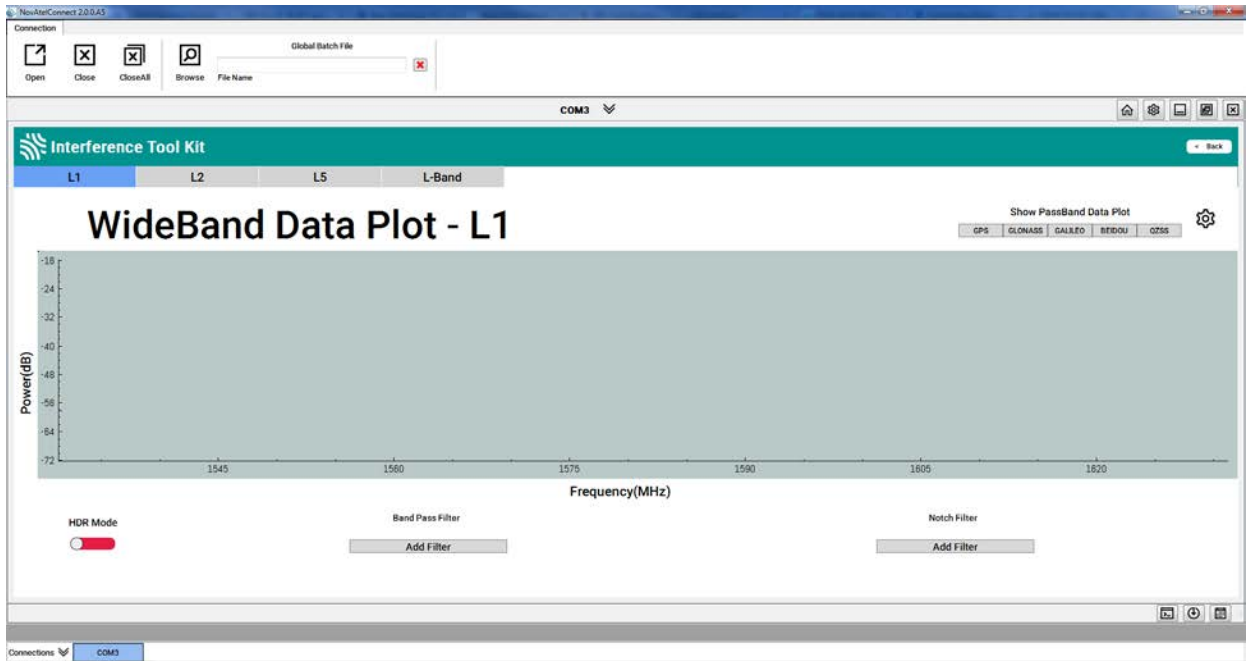 NovAtelConnect 2.0.0.A5
Connection
Global Batch File
Open Close CloseAll Browse File Name
COM3
Interference Tool Kit
< Back
L1 L2 L5 L-Band
WideBand Data Plot - L1
Show PassBand Data Plot
GPS GLONASS GALILEO BEIDOU QZSS
-18
-24
-32
-40
-48
-56
-64
-72
Power(dB)
1545 1560 1575 1590 1805 1820
Frequency(MHz)
HDR Mode
Band Pass Filter
Notch Filter
Add Filter
Add Filter
Connections
COM3